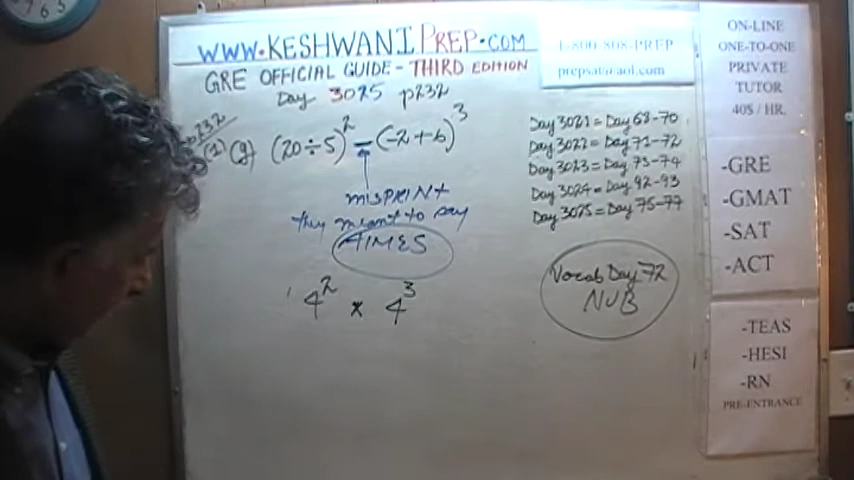 WWW.KESHWANIPREP.COM
GRE OFFICIAL GUIDE - THIRD EDITION
Day 3025 p232
1-800-808-PREP
prepsat@aol.com
p232
(1) (g) (20÷5)² = (-2+-6)³
MISPRINT
They meant to say
TIMES
4² × 4³
Day 3021 = Day 68-70
Day 3022 = Day 71-72
Day 3023 = Day 73-74
Day 3024 = Day 92-93
Day 3025 = Day 75-77
Vocab Day 72
NUB
ON-LINE
ONE-TO-ONE
PRIVATE
TUTOR
40$ / HR.
-GRE
-GMAT
-SAT
-ACT
-TEAS
-HESI
-RN
PRE-ENTRANCE